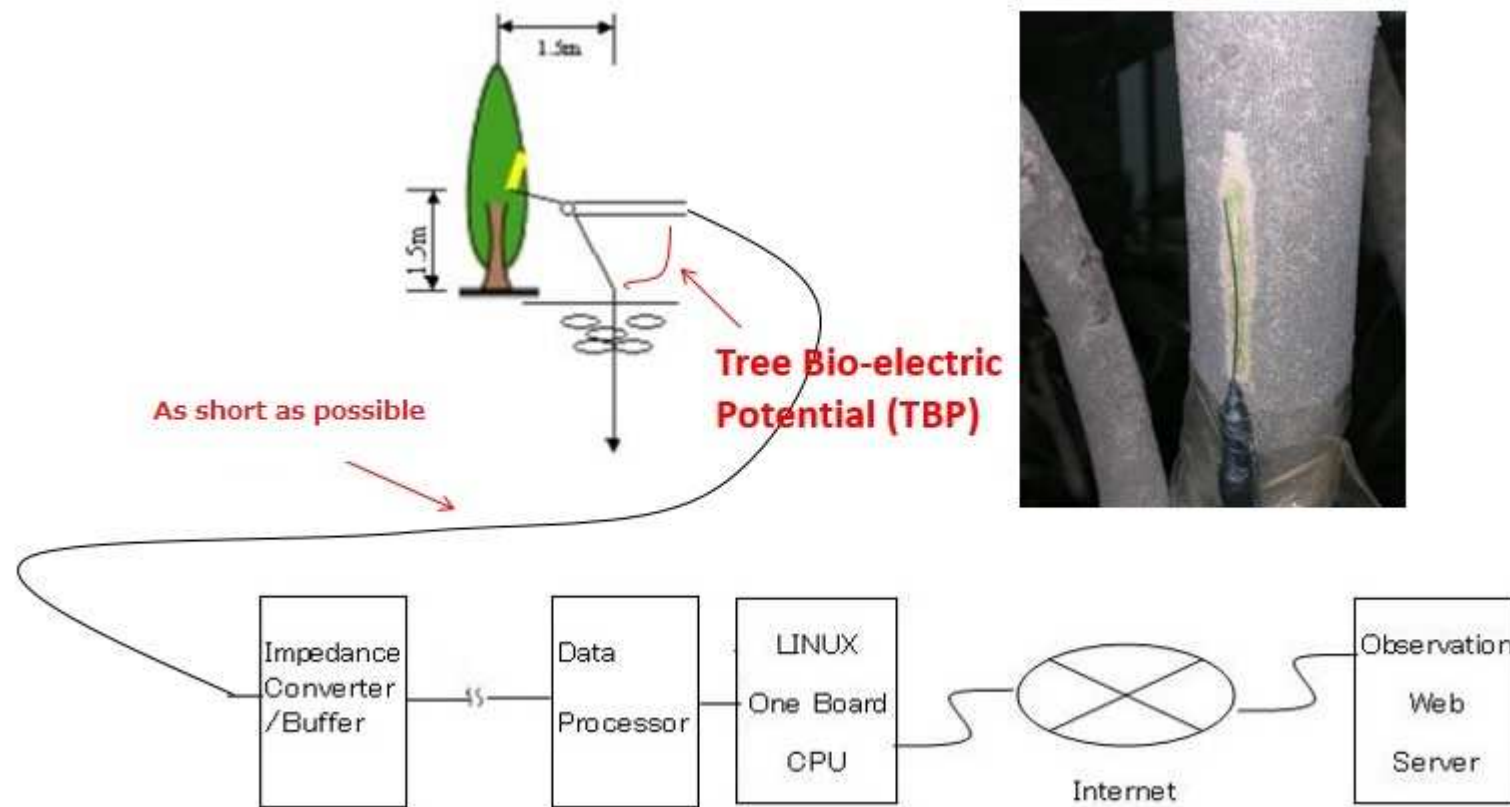 1.5m
1.5m
Tree Bio-electric
Potential (TBP)
As short as possible
Impedance
Converter
/Buffer
Data
Processor
LINUX
One Board
CPU
Internet
Observation
Web
Server